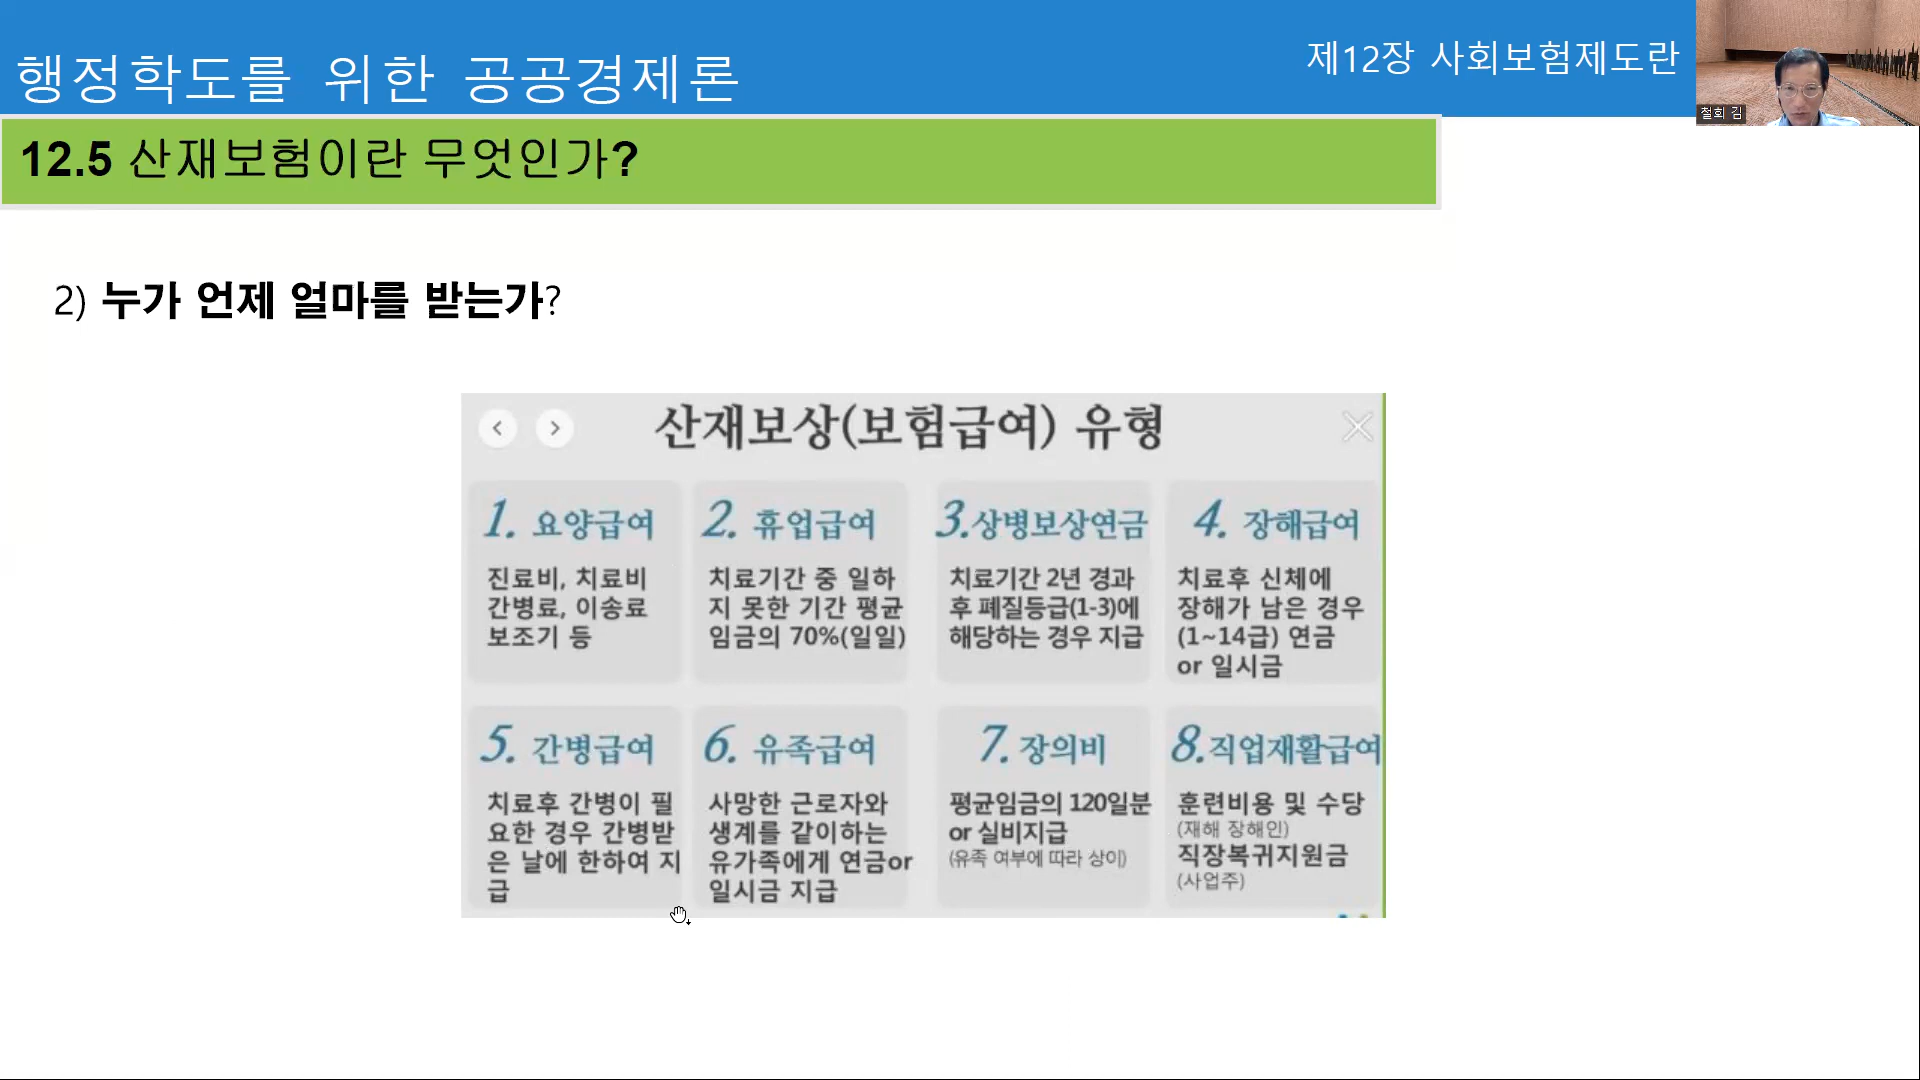 행정학도를 위한 공공경제론
제12장 사회보험제도란
철희 김
12.5 산재보험이란 무엇인가?
2) 누가 언제 얼마를 받는가?
산재보상(보험급여) 유형
1. 요양급여
진료비, 치료비
간병료, 이송료
보조기 등
2. 휴업급여
치료기간 중 일하
지 못한 기간 평균
임금의 70%(일일)
3.상병보상연금
치료기간 2년 경과
후 폐질등급(1-3)에
해당하는 경우 지급
4. 장해급여
치료후 신체에
장해가 남은 경우
(1~14급) 연금
or 일시금
5. 간병급여
치료후 간병이 필
요한 경우 간병받
은 날에 한하여 지
급
6. 유족급여
사망한 근로자와
생계를 같이하는
유가족에게 연금or
일시금 지급
7. 장의비
평균임금의 120일분
or 실비지급
(유족 여부에 따라 상이)
8.직업재활급여
훈련비용 및 수당
(재해 장해인)
직장복귀지원금
(사업주)